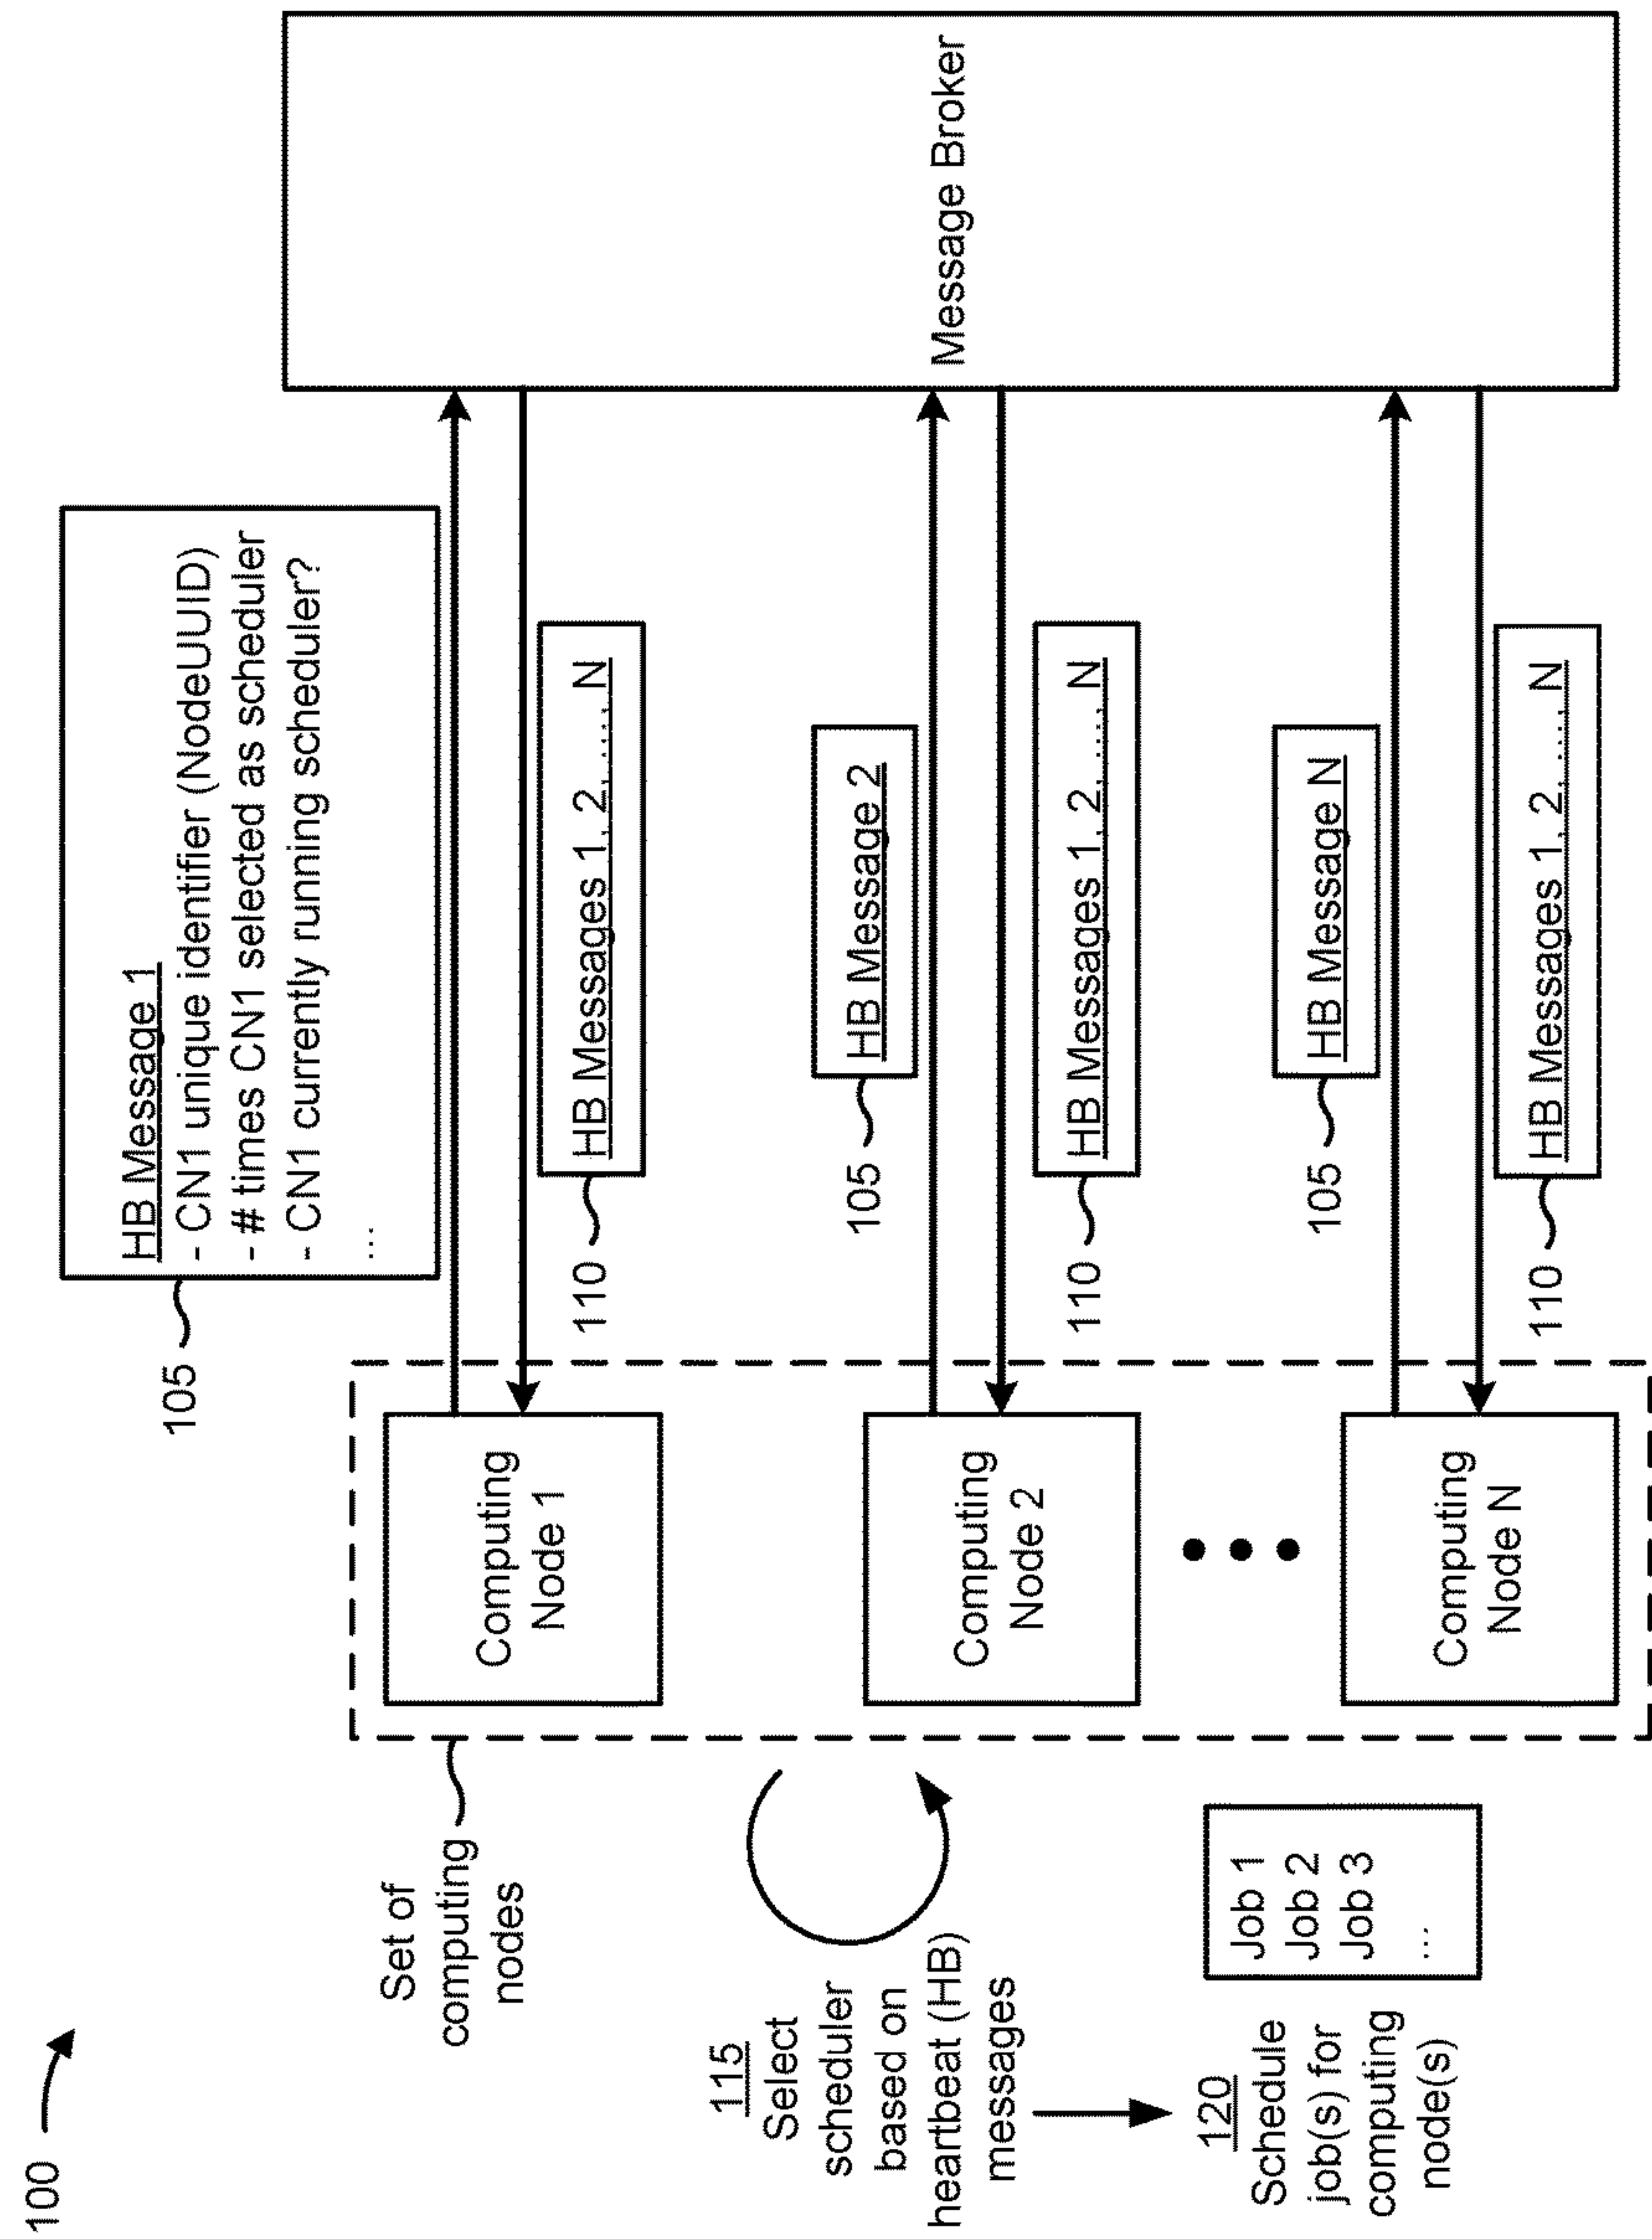 100
105
HB Message 1
- CN1 unique identifier (NodeUUID)
- # times CN1 selected as scheduler
- CN1 currently running scheduler?
...
Set of
computing
nodes
Computing
Node 1
110
HB Messages 1, 2, ..., N
115
Select
scheduler
based on
heartbeat (HB)
messages
105
HB Message 2
Computing
Node 2
Message Broker
110
HB Messages 1, 2, ..., N
120
Schedule
job(s) for
computing
node(s)
Job 1
Job 2
Job 3
...
105
HB Message N
Computing
Node N
110
HB Messages 1, 2, ..., N